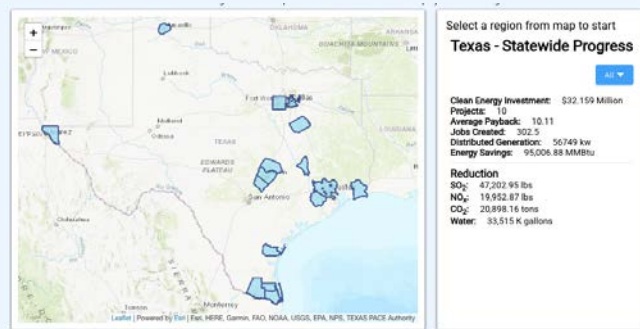 +
−
OKLAHOMA
OUACHITA MOUNTAINS
Lubbock
Fort
Midland
Odessa
TEXAS
EDWARDS
PLATEAU
San Antonio
Chihuahua
SIERRA
Monterrey
Torreon
Leaflet | Powered by Esri | Esri, HERE, Garmin, FAO, NOAA, USGS, EPA, NPS, TEXAS PACE Authority
Select a region from map to start
Texas - Statewide Progress
All
Clean Energy Investment: $32.159 Million
Projects: 10
Average Payback: 10.11
Jobs Created: 302.5
Distributed Generation: 56749 kw
Energy Savings: 95,006.88 MMBtu
Reduction
SO₂: 47,202.95 lbs
NOₓ: 19,952.87 lbs
CO₂: 20,898.16 tons
Water: 33,515 K gallons